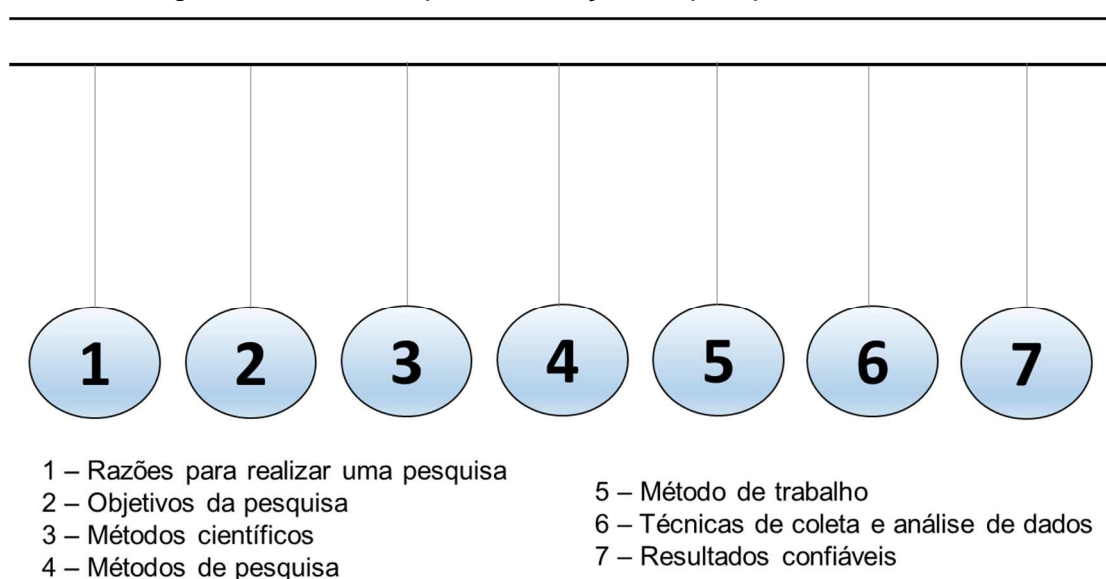 1 2 3 4 5 6 7
1 – Razões para realizar uma pesquisa
2 – Objetivos da pesquisa
3 – Métodos científicos
4 – Métodos de pesquisa
5 – Método de trabalho
6 – Técnicas de coleta e análise de dados
7 – Resultados confiáveis